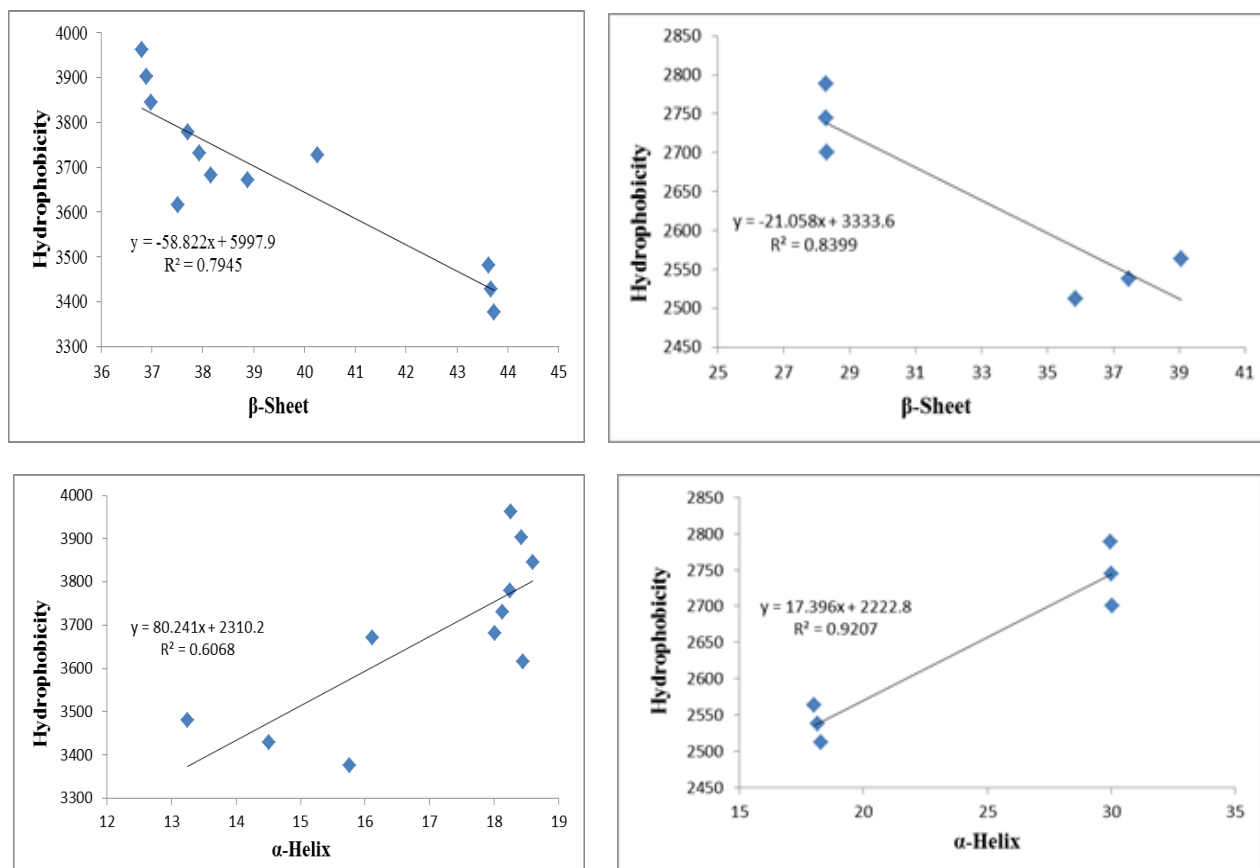 4000
3900
3800
3700
3600
3500
3400
3300
Hydrophobicity
y = -58.822x + 5997.9
R² = 0.7945
36 37 38 39 40 41 42 43 44 45
β-Sheet
2850
2800
2750
2700
2650
2600
2550
2500
2450
Hydrophobicity
y = -21.058x + 3333.6
R² = 0.8399
25 27 29 31 33 35 37 39 41
β-Sheet
4000
3900
3800
3700
3600
3500
3400
3300
Hydrophobicity
y = 80.241x + 2310.2
R² = 0.6068
12 13 14 15 16 17 18 19
α-Helix
2850
2800
2750
2700
2650
2600
2550
2500
2450
Hydrophobicity
y = 17.396x + 2222.8
R² = 0.9207
15 20 25 30 35
α-Helix